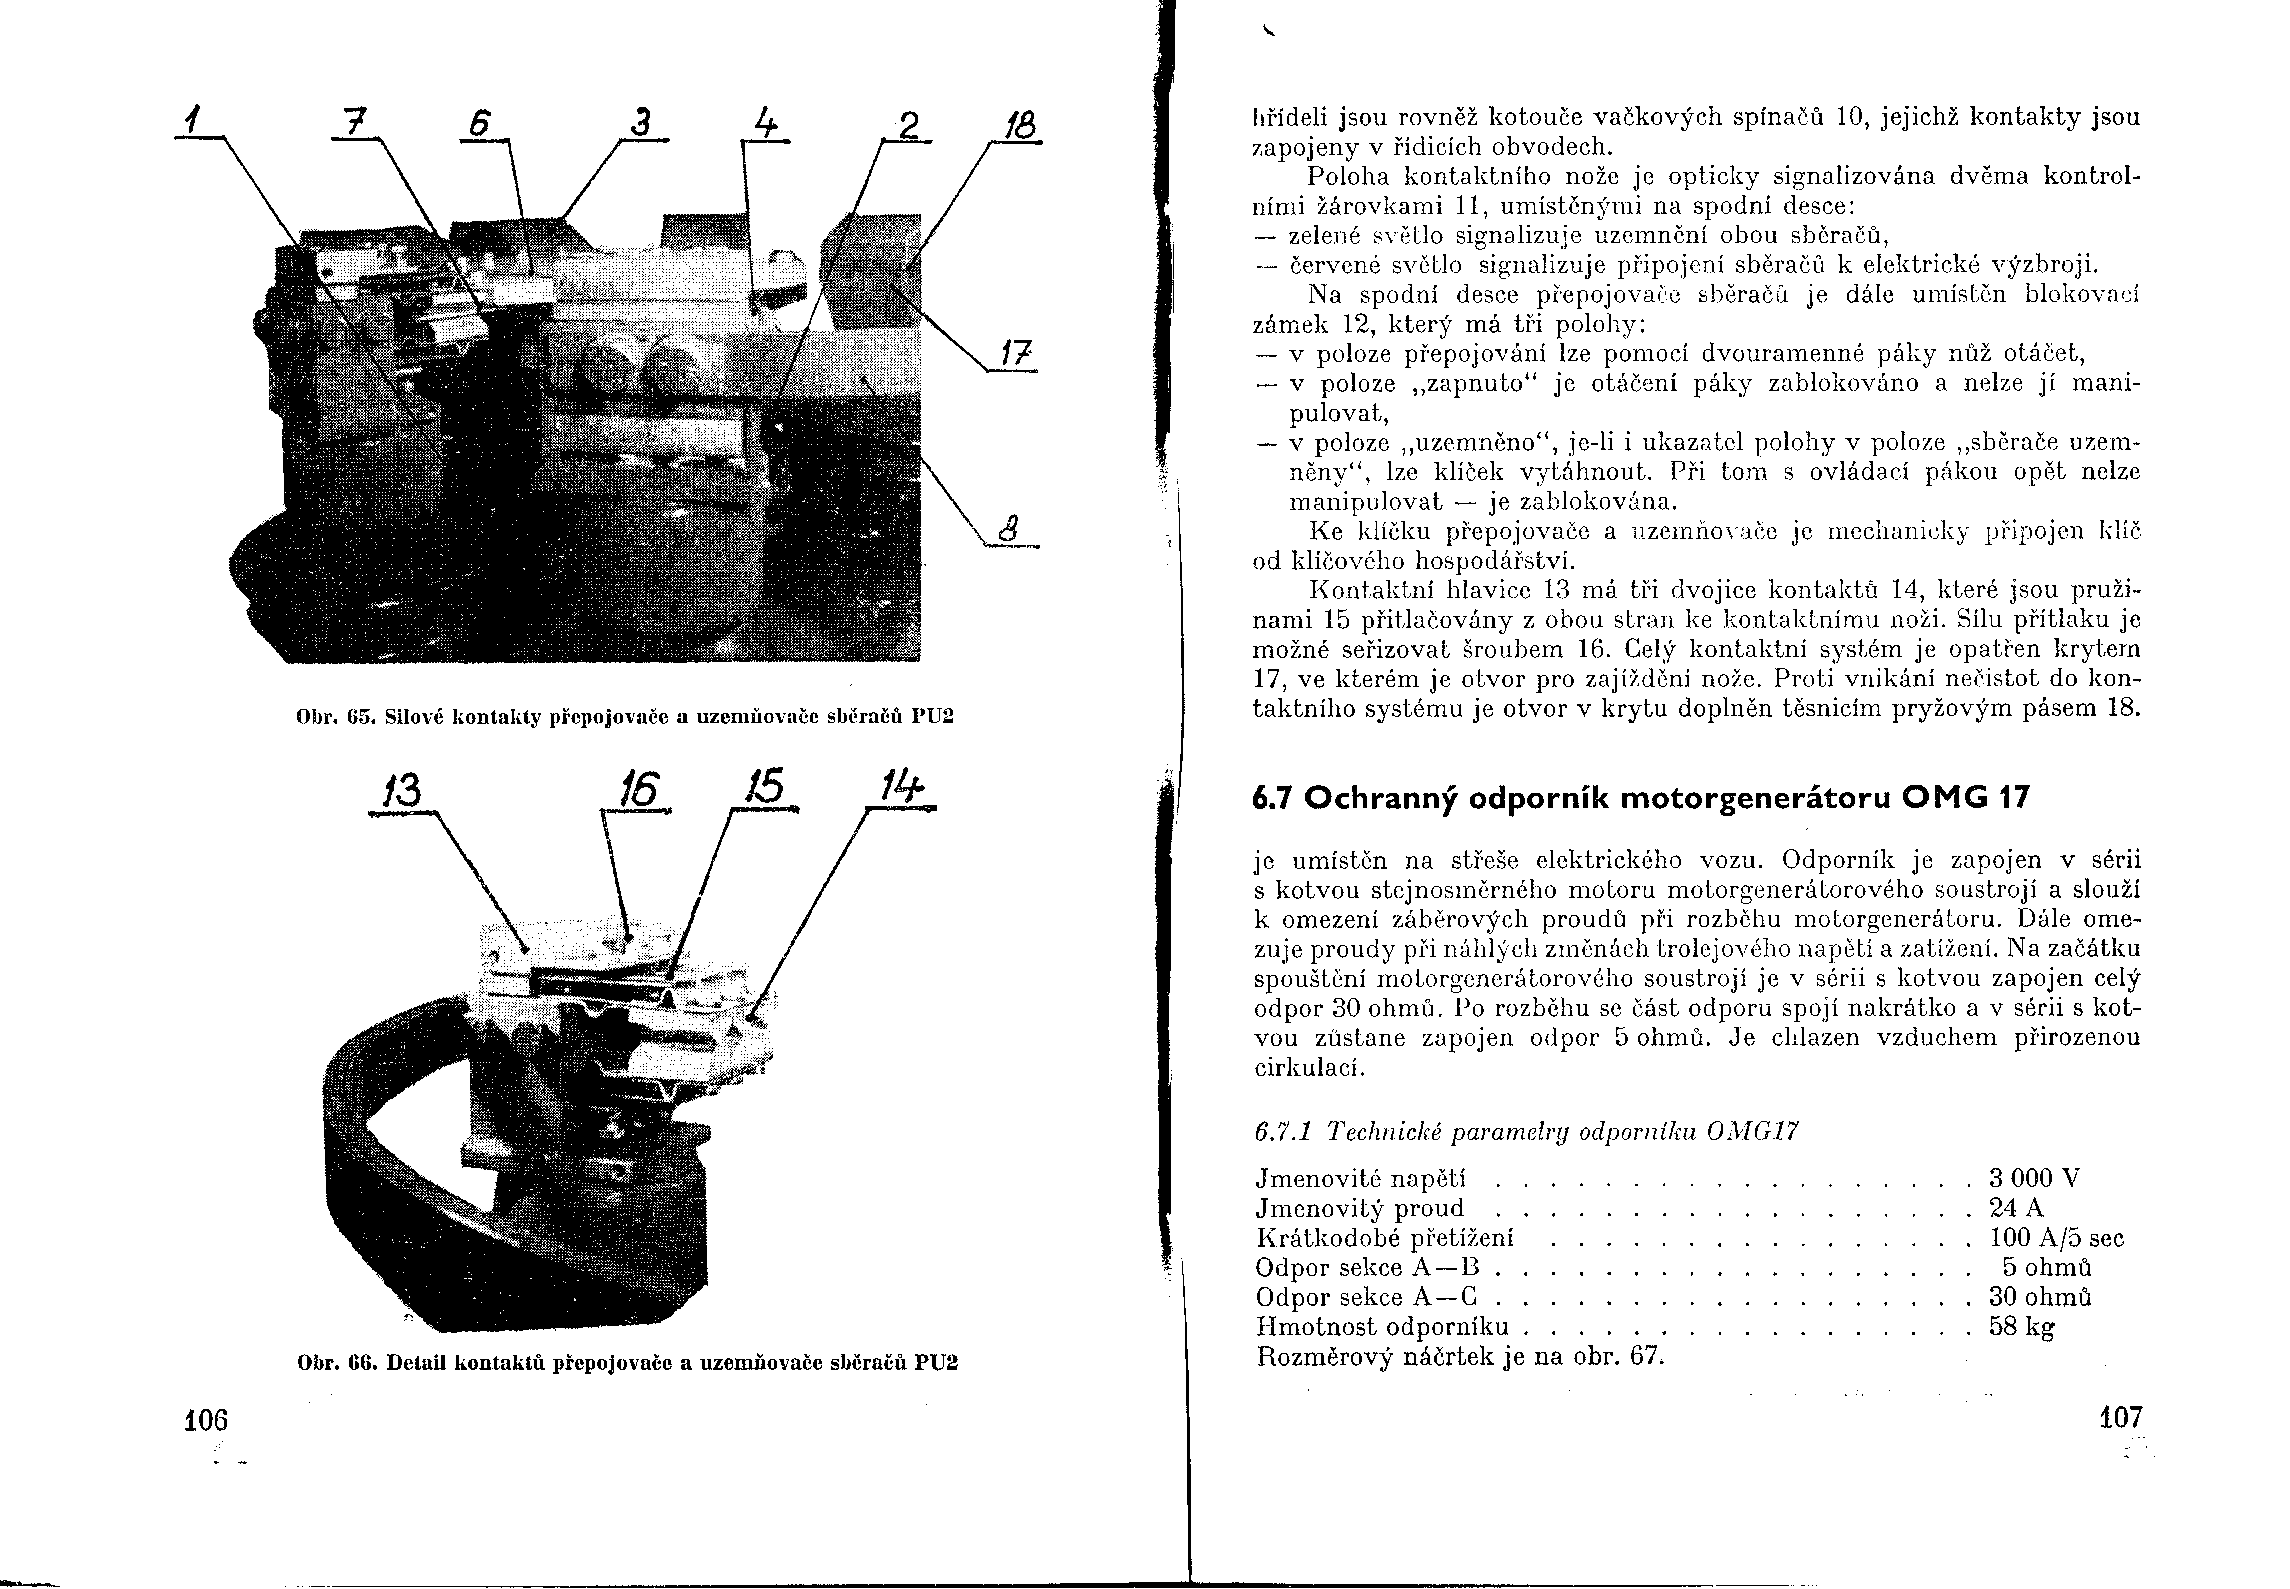 1 7 6 3 4 2 18
17
8
Obr. 65. Silové kontakty přepojovače a uzemňovače sběračů PU2
13 16 15 14
Obr. 66. Detail kontaktů přepojovače a uzemňovače sběračů PU2
106
hřídeli jsou rovněž kotouče vačkových spínačů 10, jejichž kontakty jsou
zapojeny v řídicích obvodech.
Poloha kontaktního nože je opticky signalizována dvěma kontrol-
ními žárovkami 11, umístěnými na spodní desce:
— zelené světlo signalizuje uzemnění obou sběračů,
— červené světlo signalizuje připojení sběračů k elektrické výzbroji.
Na spodní desce přepojovače sběračů je dále umístěn blokovací
zámek 12, který má tři polohy:
— v poloze přepojování lze pomocí dvouramenné páky nůž otáčet,
— v poloze „zapnuto“ je otáčení páky zablokováno a nelze jí mani-
pulovat,
— v poloze „uzemněno“, je-li i ukazatel polohy v poloze „sběrače uzem-
něny“, lze klíček vytáhnout. Při tom s ovládací pákou opět nelze
manipulovat — je zablokována.
Ke klíčku přepojovače a uzemňovače je mechanicky připojen klíč
od klíčového hospodářství.
Kontaktní hlavice 13 má tři dvojice kontaktů 14, které jsou pruži-
nami 15 přitlačovány z obou stran ke kontaktnímu noži. Sílu přítlaku je
možné seřizovat šroubem 16. Celý kontaktní systém je opatřen krytem
17, ve kterém je otvor pro zajíždění nože. Proti vnikání nečistot do kon-
taktního systému je otvor v krytu doplněn těsnicím pryžovým pásem 18.
6.7 Ochranný odporník motorgenerátoru OMG 17
je umístěn na střeše elektrického vozu. Odporník je zapojen v sérii
s kotvou stejnosměrného motoru motorgenerátorového soustrojí a slouží
k omezení záběrových proudů při rozběhu motorgenerátoru. Dále ome-
zuje proudy při náhlých změnách trolejového napětí a zatížení. Na začátku
spouštění motorgenerátorového soustrojí je v sérii s kotvou zapojen celý
odpor 30 ohmů. Po rozběhu se část odporu spojí nakrátko a v sérii s kot-
vou zůstane zapojen odpor 5 ohmů. Je chlazen vzduchem přirozenou
cirkulací.
6.7.1 Technické parametry odporníku OMG17
Jmenovité napětí . . . . . . . . . . . . . . . . . . 3 000 V
Jmenovitý proud . . . . . . . . . . . . . . . . . . 24 A
Krátkodobé přetížení . . . . . . . . . . . . . . . . 100 A/5 sec
Odpor sekce A—B . . . . . . . . . . . . . . . . . . 5 ohmů
Odpor sekce A—C . . . . . . . . . . . . . . . . . . 30 ohmů
Hmotnost odporníku . . . . . . . . . . . . . . . . . 58 kg
Rozměrový náčrtek je na obr. 67.
107